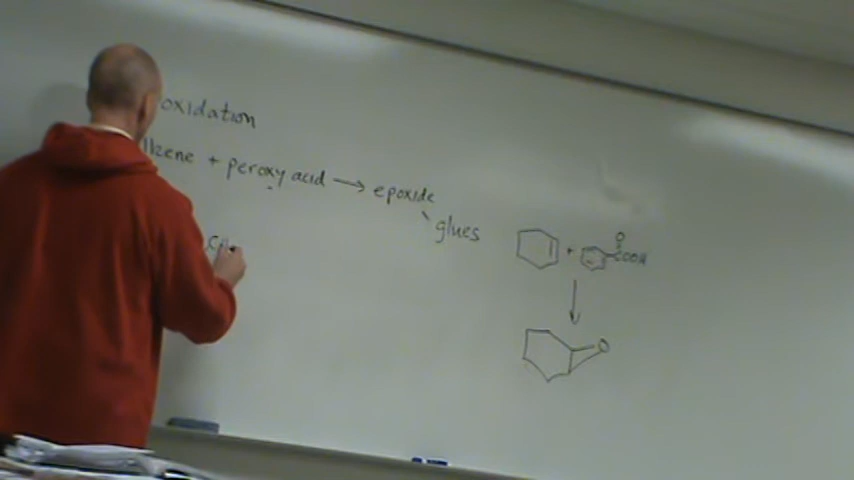 oxidation
lkene + peroxy acid → epoxide
glues
+ O COOH
O